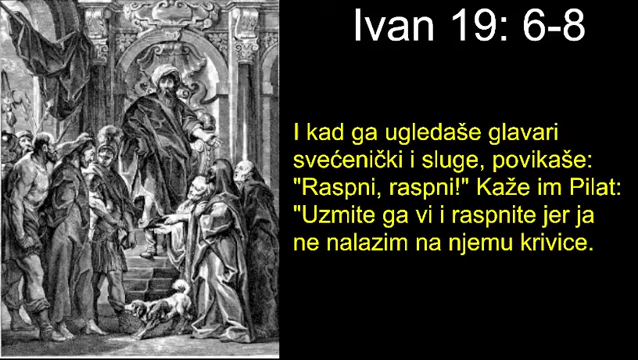 Ivan 19: 6-8
I kad ga ugledaše glavari
svećenički i sluge, povikaše:
"Raspni, raspni!" Kaže im Pilat:
"Uzmite ga vi i raspnite jer ja
ne nalazim na njemu krivice.